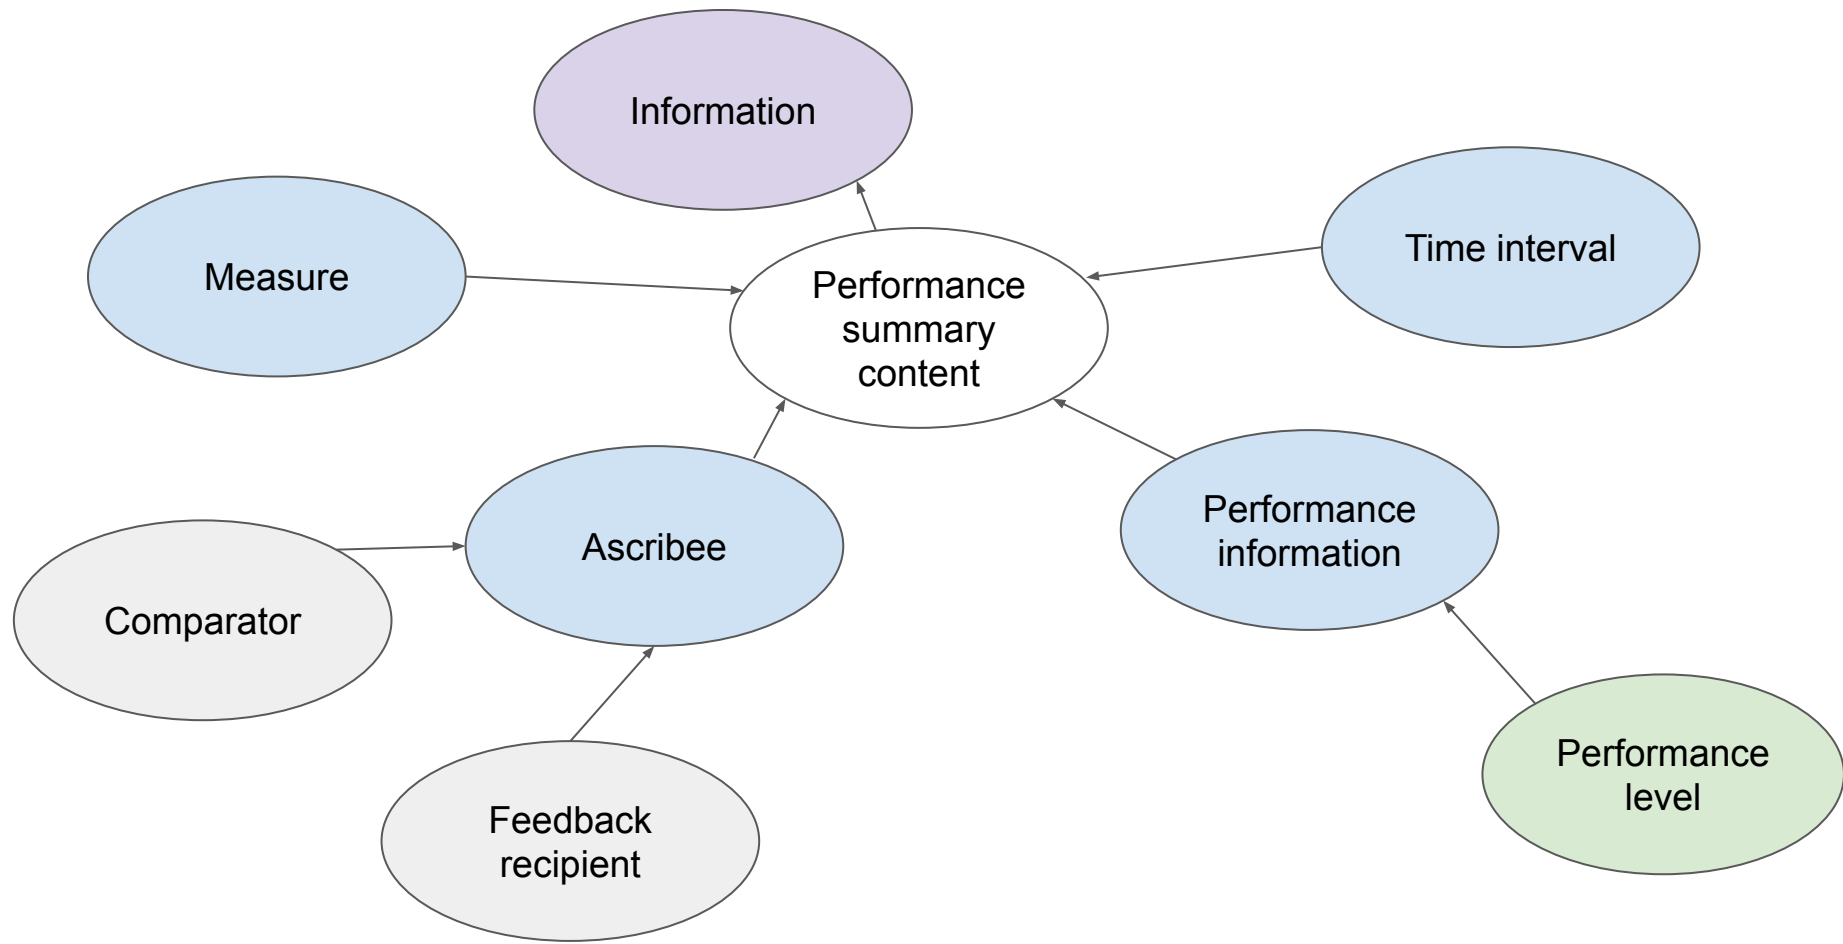 Information
Measure
Time interval
Performance
summary
content
Ascribee
Performance
information
Comparator
Feedback
recipient
Performance
level